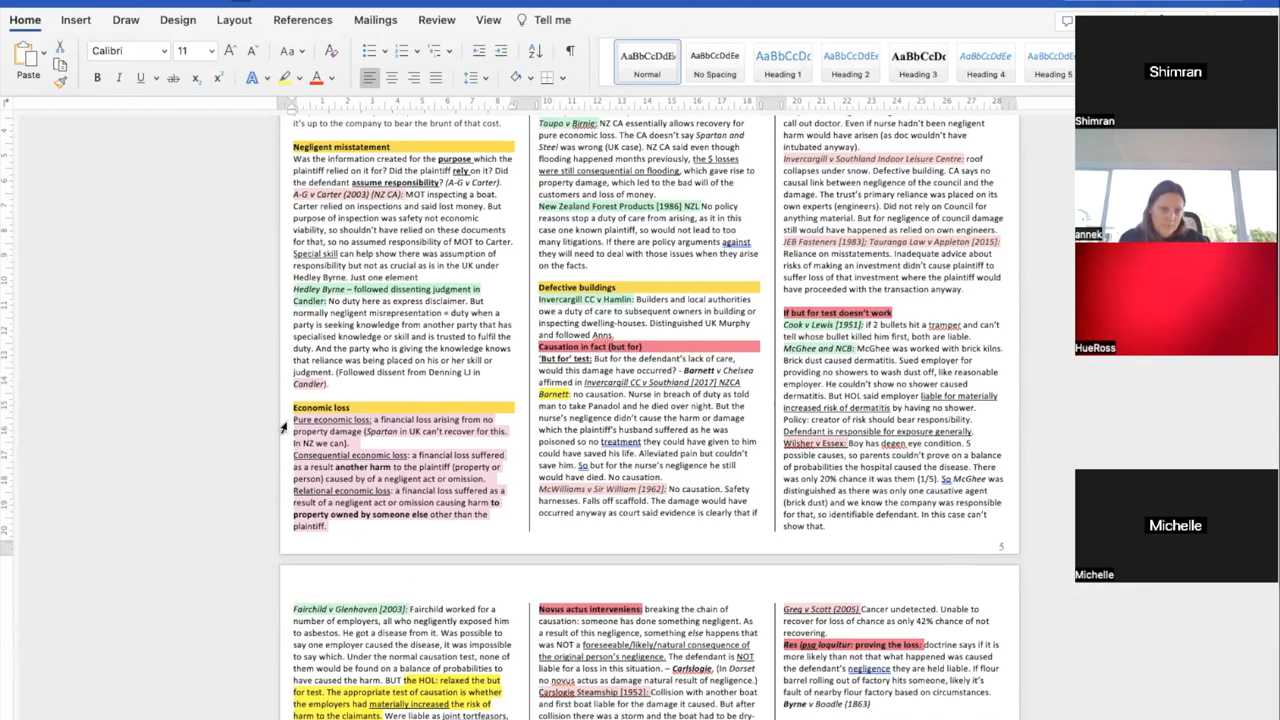 Home Insert Draw Design Layout References Mailings Review View Tell me
Paste
Calibri 11
Aa
AaBbCcDdEe Normal
AaBbCcDdEe No Spacing
AaBbCcDc Heading 1
AaBbCcDdEe Heading 2
AaBbCcDc Heading 3
AaBbCcDdEe Heading 4
AaBbCcDdEe Heading 5
1 2 3 4 5 6 7 8 9 10 11 12 13 14 15 16 17 18 19 20 21 22 23 24 25 26 27 28
it's up to the company to bear the brunt of that cost.
Negligent misstatement
Was the information created for the purpose which the
plaintiff relied on it for? Did the plaintiff rely on it? Did
the defendant assume responsibility? (A-G v Carter).
A-G v Carter (2003) (NZ CA): MOT inspecting a boat.
Carter relied on inspections and said lost money. But
purpose of inspection was safety not economic
viability, so shouldn't have relied on these documents
for that, so no assumed responsibility of MOT to Carter.
Special skill can help show there was assumption of
responsibility but not as crucial as is in the UK under
Hedley Byrne. Just one element
Hedley Byrne – followed dissenting judgment in
Candler: No duty here as express disclaimer. But
normally negligent misrepresentation = duty when a
party is seeking knowledge from another party that has
specialised knowledge or skill and is trusted to fulfil the
duty. And the party who is giving the knowledge knows
that reliance was being placed on his or her skill or
judgment. (Followed dissent from Denning LJ in
Candler).
Economic loss
Pure economic loss: a financial loss arising from no
property damage (Spartan in UK can't recover for this.
In NZ we can).
Consequential economic loss: a financial loss suffered
as a result another harm to the plaintiff (property or
person) caused by of a negligent act or omission.
Relational economic loss: a financial loss suffered as a
result of a negligent act or omission causing harm to
property owned by someone else other than the
plaintiff.
Taupo v Birnie; NZ CA essentially allows recovery for
pure economic loss. The CA doesn't say Spartan and
Steel was wrong (UK case). NZ CA said even though
flooding happened months previously, the $ losses
were still consequential on flooding, which gave rise to
property damage, which led to the bad will of the
customers and loss of money.
New Zealand Forest Products [1986] NZL No policy
reasons stop a duty of care from arising, as it in this
case one known plaintiff, so would not lead to too
many litigations. If there are policy arguments against
they will need to deal with those issues when they arise
on the facts.
Defective buildings
Invercargill CC v Hamlin: Builders and local authorities
owe a duty of care to subsequent owners in building or
inspecting dwelling-houses. Distinguished UK Murphy
and followed Anns.
Causation in fact (but for)
'But for' test: But for the defendant's lack of care,
would this damage have occurred? - Barnett v Chelsea
affirmed in Invercargill CC v Southland [2017] NZCA
Barnett: no causation. Nurse in breach of duty as told
man to take Panadol and he died over night. But the
nurse's negligence didn't cause the harm or damage
which the plaintiff's husband suffered as he was
poisoned so no treatment they could have given to him
could have saved his life. Alleviated pain but couldn't
save him. So but for the nurse's negligence he still
would have died. No causation.
McWilliams v Sir William [1962]: No causation. Safety
harnesses. Falls off scaffold. The damage would have
occurred anyway as court said evidence is clearly that if
call out doctor. Even if nurse hadn't been negligent
harm would have arisen (as doc wouldn't have
intubated anyway).
Invercargill v Southland Indoor Leisure Centre: roof
collapses under snow. Defective building. CA says no
causal link between negligence of the council and the
damage. The trust's primary reliance was placed on its
own experts (engineers). Did not rely on Council for
anything material. But for negligence of council damage
still would have happened as relied on own engineers.
JEB Fasteners [1983]; Tauranga Law v Appleton [2015]:
Reliance on misstatements. Inadequate advice about
risks of making an investment didn't cause plaintiff to
suffer loss of that investment where the plaintiff would
have proceeded with the transaction anyway.
If but for test doesn't work
Cook v Lewis [1951]: if 2 bullets hit a tramper and can't
tell whose bullet killed him first, both are liable.
McGhee and NCB: McGhee was worked with brick kilns.
Brick dust caused dermatitis. Sued employer for
providing no showers to wash dust off, like reasonable
employer. He couldn't show no shower caused
dermatitis. But HOL said employer liable for materially
increased risk of dermatitis by having no shower.
Policy: creator of risk should bear responsibility.
Defendant is responsible for exposure generally.
Wilsher v Essex: Boy has degen eye condition. 5
possible causes, so parents couldn't prove on a balance
of probabilities the hospital caused the disease. There
was only 20% chance it was them (1/5). So McGhee was
distinguished as there was only one causative agent
(brick dust) and we know the company was responsible
for that, so identifiable defendant. In this case can't
show that.
5
Fairchild v Glenhaven [2003]: Fairchild worked for a
number of employers, all who negligently exposed him
to asbestos. He got a disease from it. Was possible to
say one employer caused the disease, it was impossible
to say which. Under the normal causation test, none of
them would be found on a balance of probabilities to
have caused the harm. BUT the HOL: relaxed the but
for test. The appropriate test of causation is whether
the employers had materially increased the risk of
harm to the claimants. Were liable as joint tortfeasors,
Novus actus interveniens: breaking the chain of
causation: someone has done something negligent. As
a result of this negligence, something else happens that
was NOT a foreseeable/likely/natural consequence of
the original person's negligence. The defendant is NOT
liable for a loss in this situation. – Carlsogie, (In Dorset
no novus actus as damage natural result of negligence.)
Carslogie Steamship [1952]: Collision with another boat
and first boat liable for the damage it caused. But after
collision there was a storm and the boat had to be dry-
Greg v Scott (2005) Cancer undetected. Unable to
recover for loss of chance as only 42% chance of not
recovering.
Res ipsa loquitur: proving the loss: doctrine says if it is
more likely than not that what happened was caused
the defendant's negligence they are held liable. If flour
barrel rolling out of factory hits someone, likely it's
fault of nearby flour factory based on circumstances.
Byrne v Boadle (1863)
Shimran
Shimran
annek
HueRoss
Michelle
Michelle